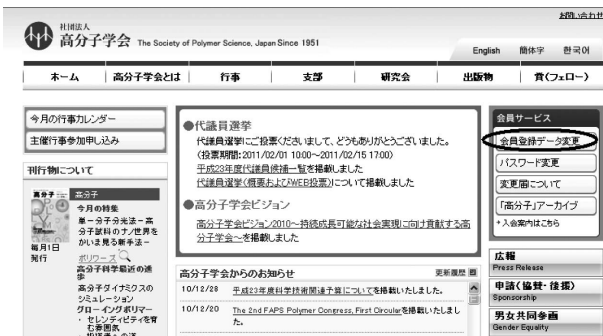 お問い合わせ
社団法人
高分子学会 The Society of Polymer Science, Japan Since 1951
English 簡体字 한국어
ホーム 高分子学会とは 行事 支部 研究会 出版物 賞(フェロー)
今月の行事カレンダー
主催行事参加申し込み
刊行物について
高分子
高分子
今月の特集
単一分子分光法-高
分子試料のナノ世界を
かいま見る新手法-
毎月1日
発行
ポリワーズ
高分子科学最近の進
歩
高分子ダイナミクスの
シミュレーション
グローイングポリマー
・ セレンディピティを育
む雰囲気
●代議員選挙
代議員選挙にご投票くださいまして、どうもありがとうございました。
(投票期間:2011/02/01 10:00~2011/02/15 17:00)
平成23年度代議員候補一覧を掲載しました
代議員選挙(概要およびWEB投票)について掲載しました
●高分子学会ビジョン
高分子学会ビジョン2010~持続成長可能な社会実現に向け貢献する高
分子学会~を掲載しました
高分子学会からのお知らせ 更新履歴
10/12/28 平成23年度科学技術関連予算についてを掲載いたしました。
10/12/20 The 2nd FAPS Polymer Congress, First Circularを掲載いたしまし
た。
会員サービス
会員登録データ変更
パスワード変更
変更届について
「高分子」アーカイブ
・入会案内はこちら
広報
Press Release
申請(協賛・後援)
Sponsorship
男女共同参画
Gender Equality